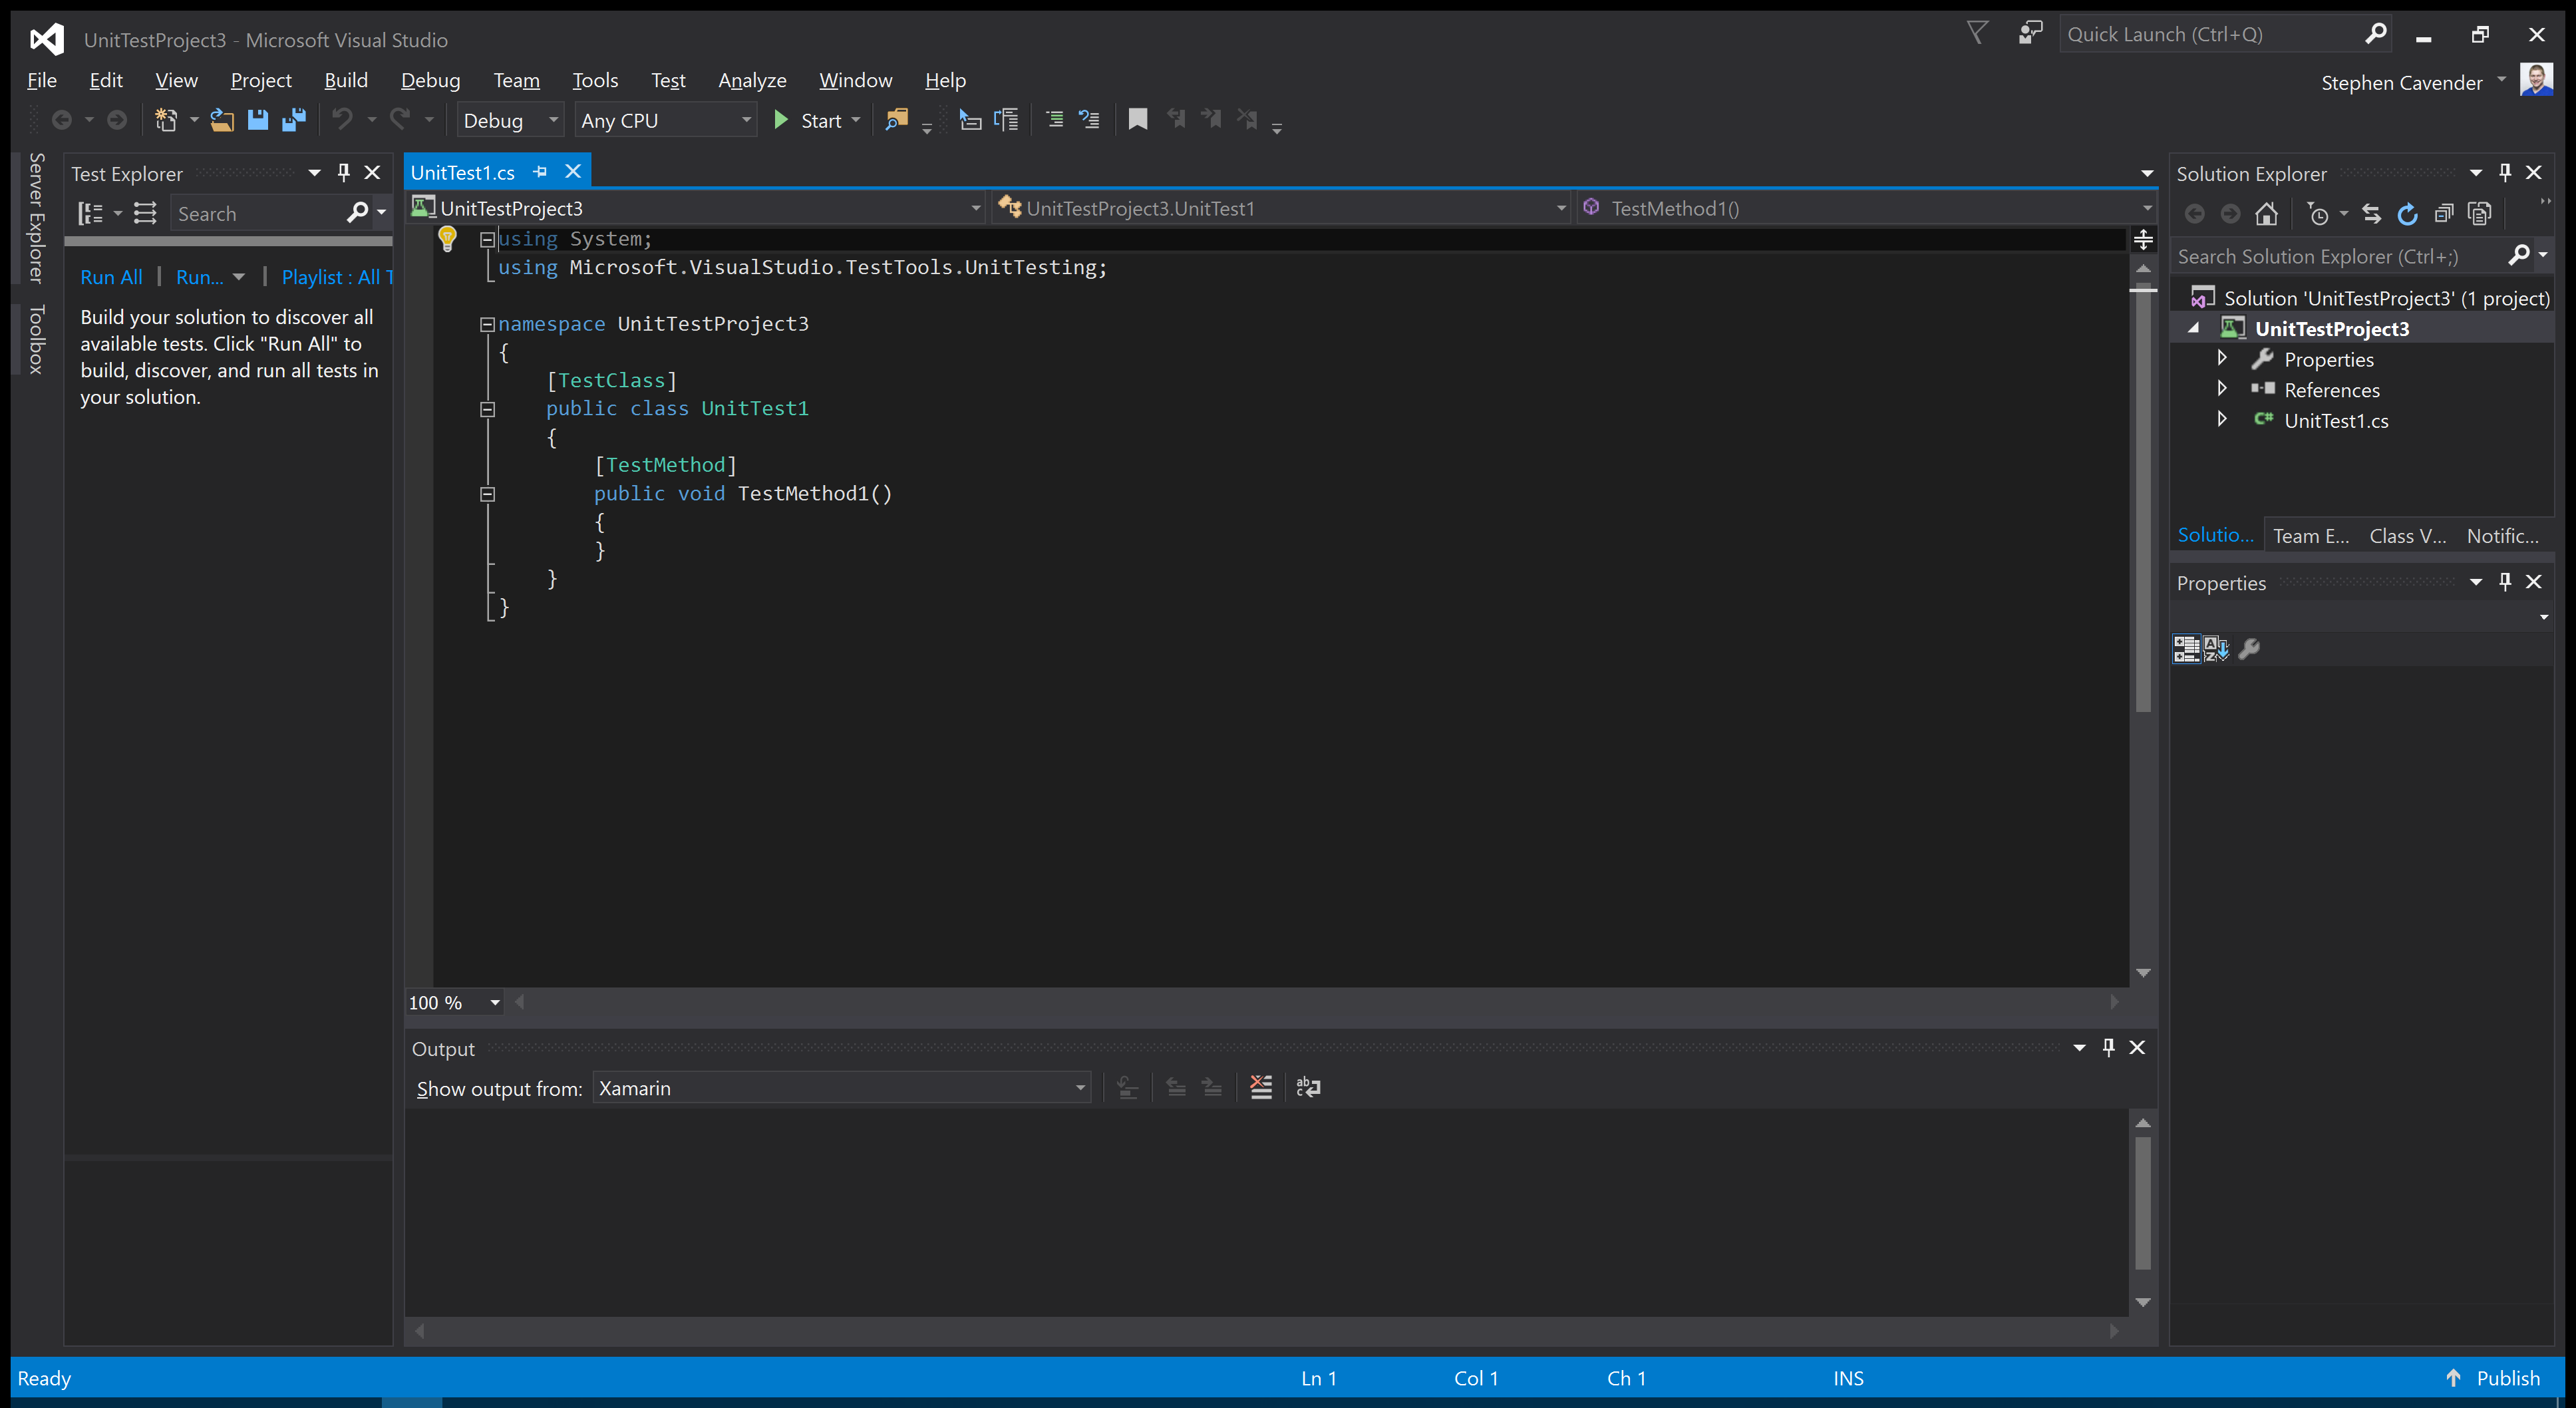 UnitTestProject3 - Microsoft Visual Studio
Quick Launch (Ctrl+Q)
File Edit View Project Build Debug Team Tools Test Analyze Window Help
Stephen Cavender
Debug Any CPU Start
Server Explorer
Toolbox
Test Explorer
Search
Run All | Run... | Playlist : All T
Build your solution to discover all
available tests. Click "Run All" to
build, discover, and run all tests in
your solution.
UnitTest1.cs
UnitTestProject3 UnitTestProject3.UnitTest1 TestMethod1()
using System;
using Microsoft.VisualStudio.TestTools.UnitTesting;
namespace UnitTestProject3
{
[TestClass]
public class UnitTest1
{
[TestMethod]
public void TestMethod1()
{
}
}
}
100 %
Output
Show output from: Xamarin
Solution Explorer
Search Solution Explorer (Ctrl+;)
Solution 'UnitTestProject3' (1 project)
UnitTestProject3
Properties
References
C# UnitTest1.cs
Solutio... Team E... Class V... Notific...
Properties
Ready Ln 1 Col 1 Ch 1 INS Publish